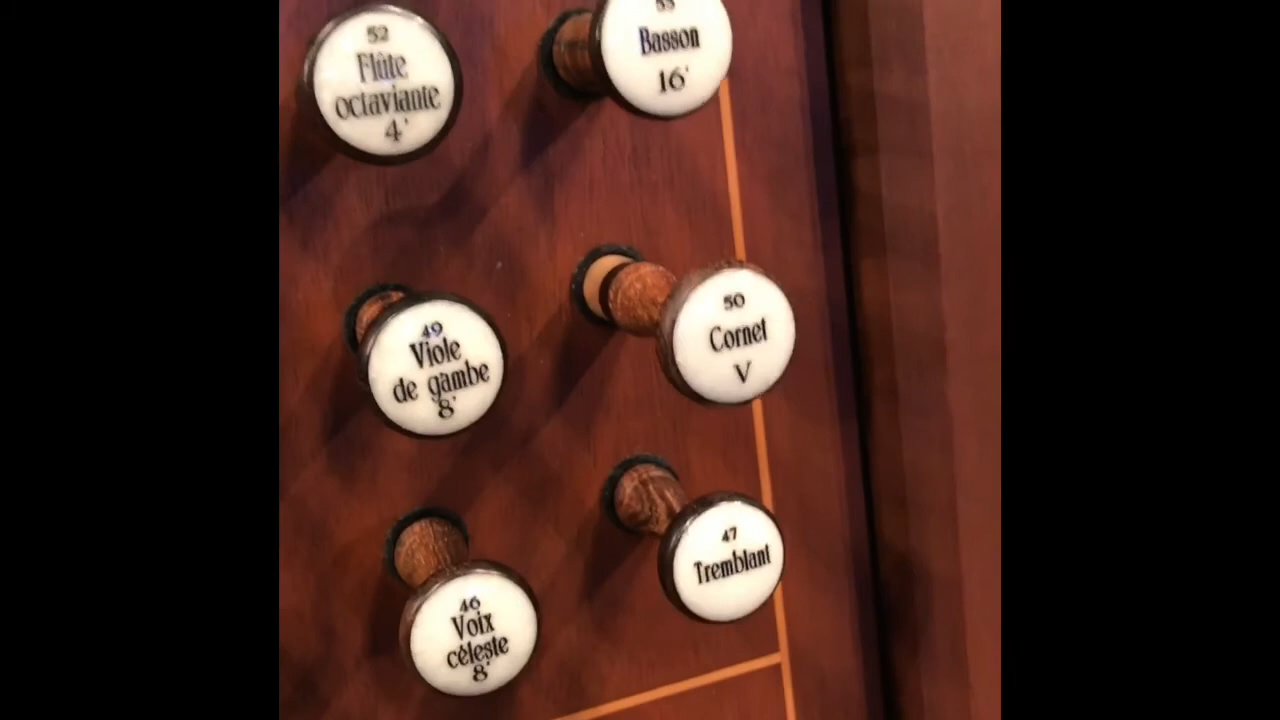 52
Flûte
octaviante
4'
53
Basson
16'
49
Viole
de gambe
8'
50
Cornet
V
46
Voix
céleste
8'
47
Tremblant